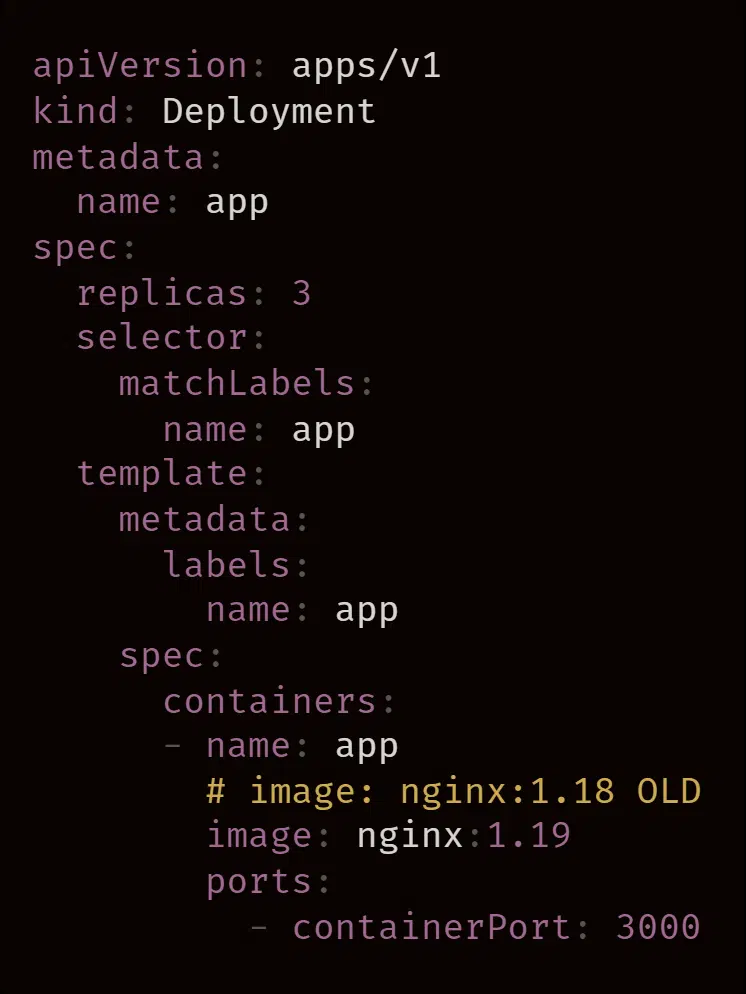 apiVersion: apps/v1
kind: Deployment
metadata:
  name: app
spec:
  replicas: 3
  selector:
    matchLabels:
      name: app
  template:
    metadata:
      labels:
        name: app
    spec:
      containers:
      - name: app
        # image: nginx:1.18 OLD
        image: nginx:1.19
        ports:
          - containerPort: 3000